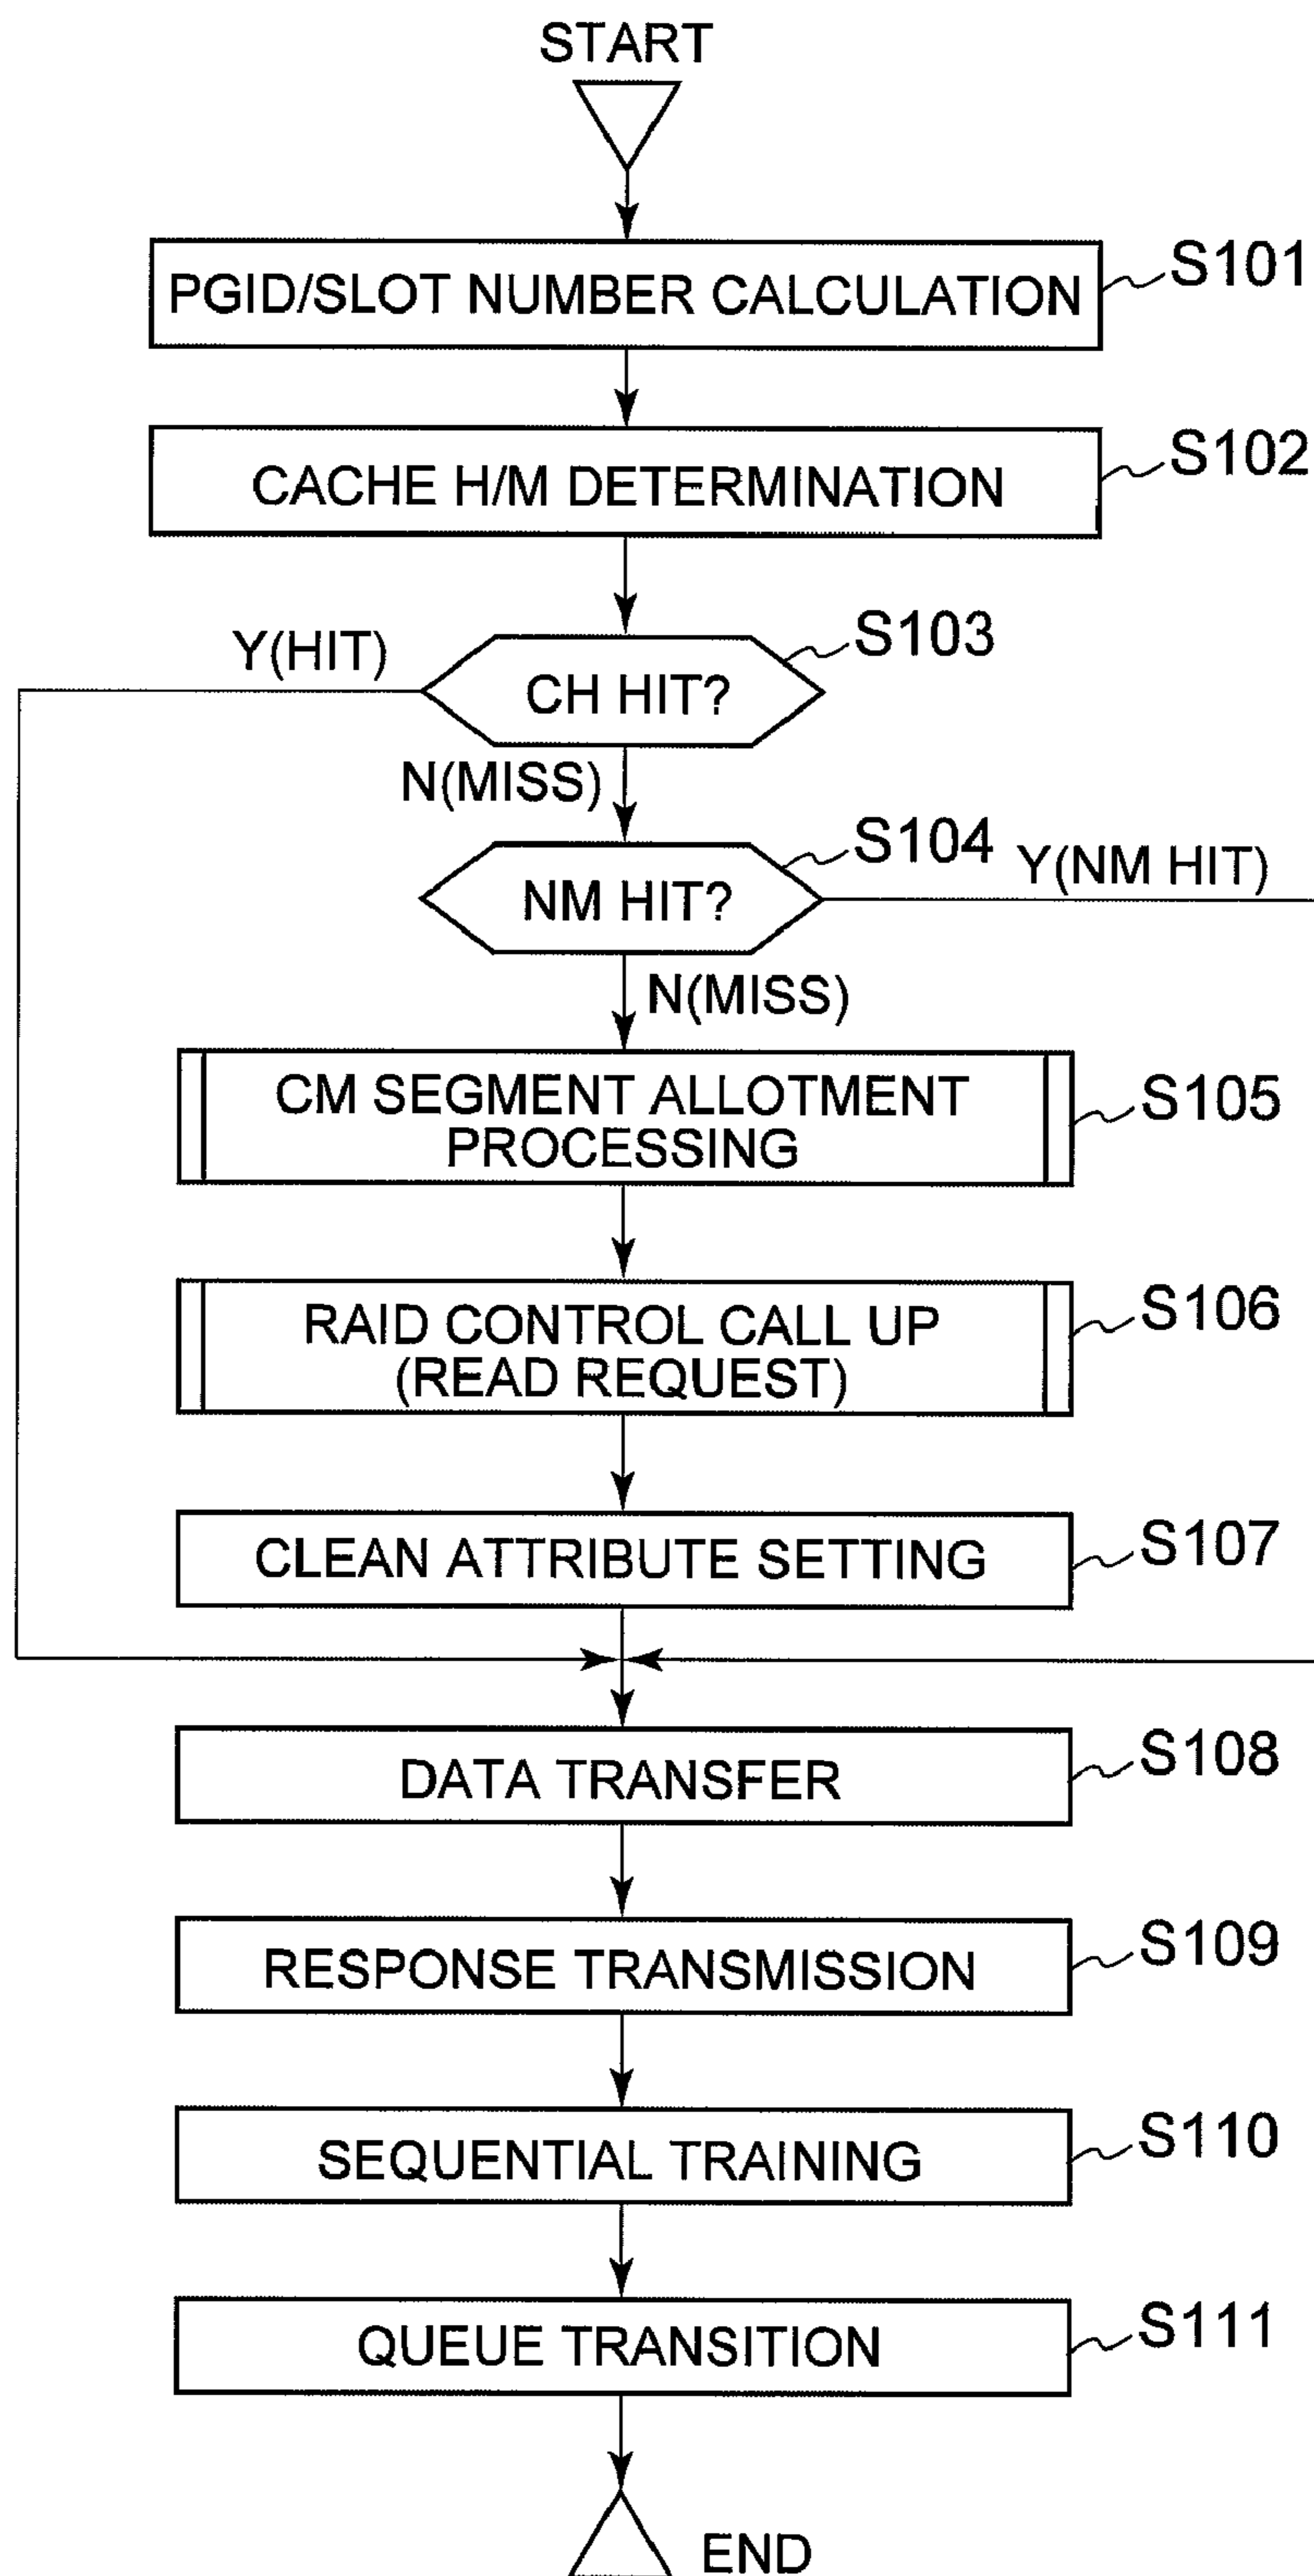 START
PGID/SLOT NUMBER CALCULATION
S101
CACHE H/M DETERMINATION
S102
Y(HIT)
CH HIT?
S103
N(MISS)
NM HIT?
S104
Y(NM HIT)
N(MISS)
CM SEGMENT ALLOTMENT
PROCESSING
S105
RAID CONTROL CALL UP
(READ REQUEST)
S106
CLEAN ATTRIBUTE SETTING
S107
DATA TRANSFER
S108
RESPONSE TRANSMISSION
S109
SEQUENTIAL TRAINING
S110
QUEUE TRANSITION
S111
END